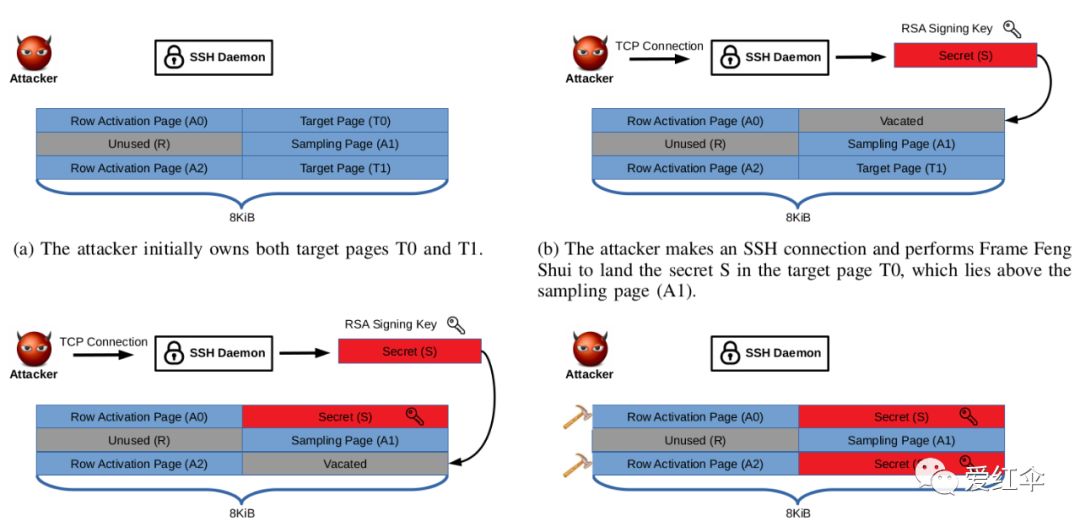 Attacker
SSH Daemon
Row Activation Page (A0)
Target Page (T0)
Unused (R)
Sampling Page (A1)
Row Activation Page (A2)
Target Page (T1)
8KiB
(a) The attacker initially owns both target pages T0 and T1.
Attacker
TCP Connection
SSH Daemon
RSA Signing Key
Secret (S)
Row Activation Page (A0)
Vacated
Unused (R)
Sampling Page (A1)
Row Activation Page (A2)
Target Page (T1)
8KiB
(b) The attacker makes an SSH connection and performs Frame Feng
Shui to land the secret S in the target page T0, which lies above the
sampling page (A1).
Attacker
TCP Connection
SSH Daemon
RSA Signing Key
Secret (S)
Row Activation Page (A0)
Secret (S)
Unused (R)
Sampling Page (A1)
Row Activation Page (A2)
Vacated
8KiB
Attacker
SSH Daemon
Row Activation Page (A0)
Secret (S)
Unused (R)
Sampling Page (A1)
Row Activation Page (A2)
Secret
8KiB
爱红伞